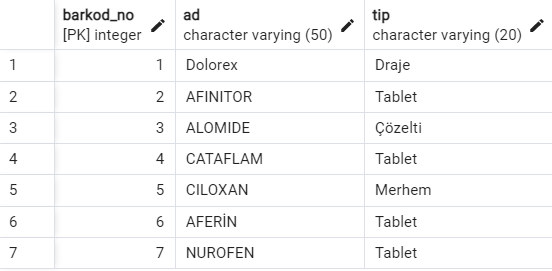 barkod_no ad tip
[PK] integer character varying (50) character varying (20)
1 1 Dolorex Draje
2 2 AFINITOR Tablet
3 3 ALOMIDE Çözelti
4 4 CATAFLAM Tablet
5 5 CILOXAN Merhem
6 6 AFERİN Tablet
7 7 NUROFEN Tablet